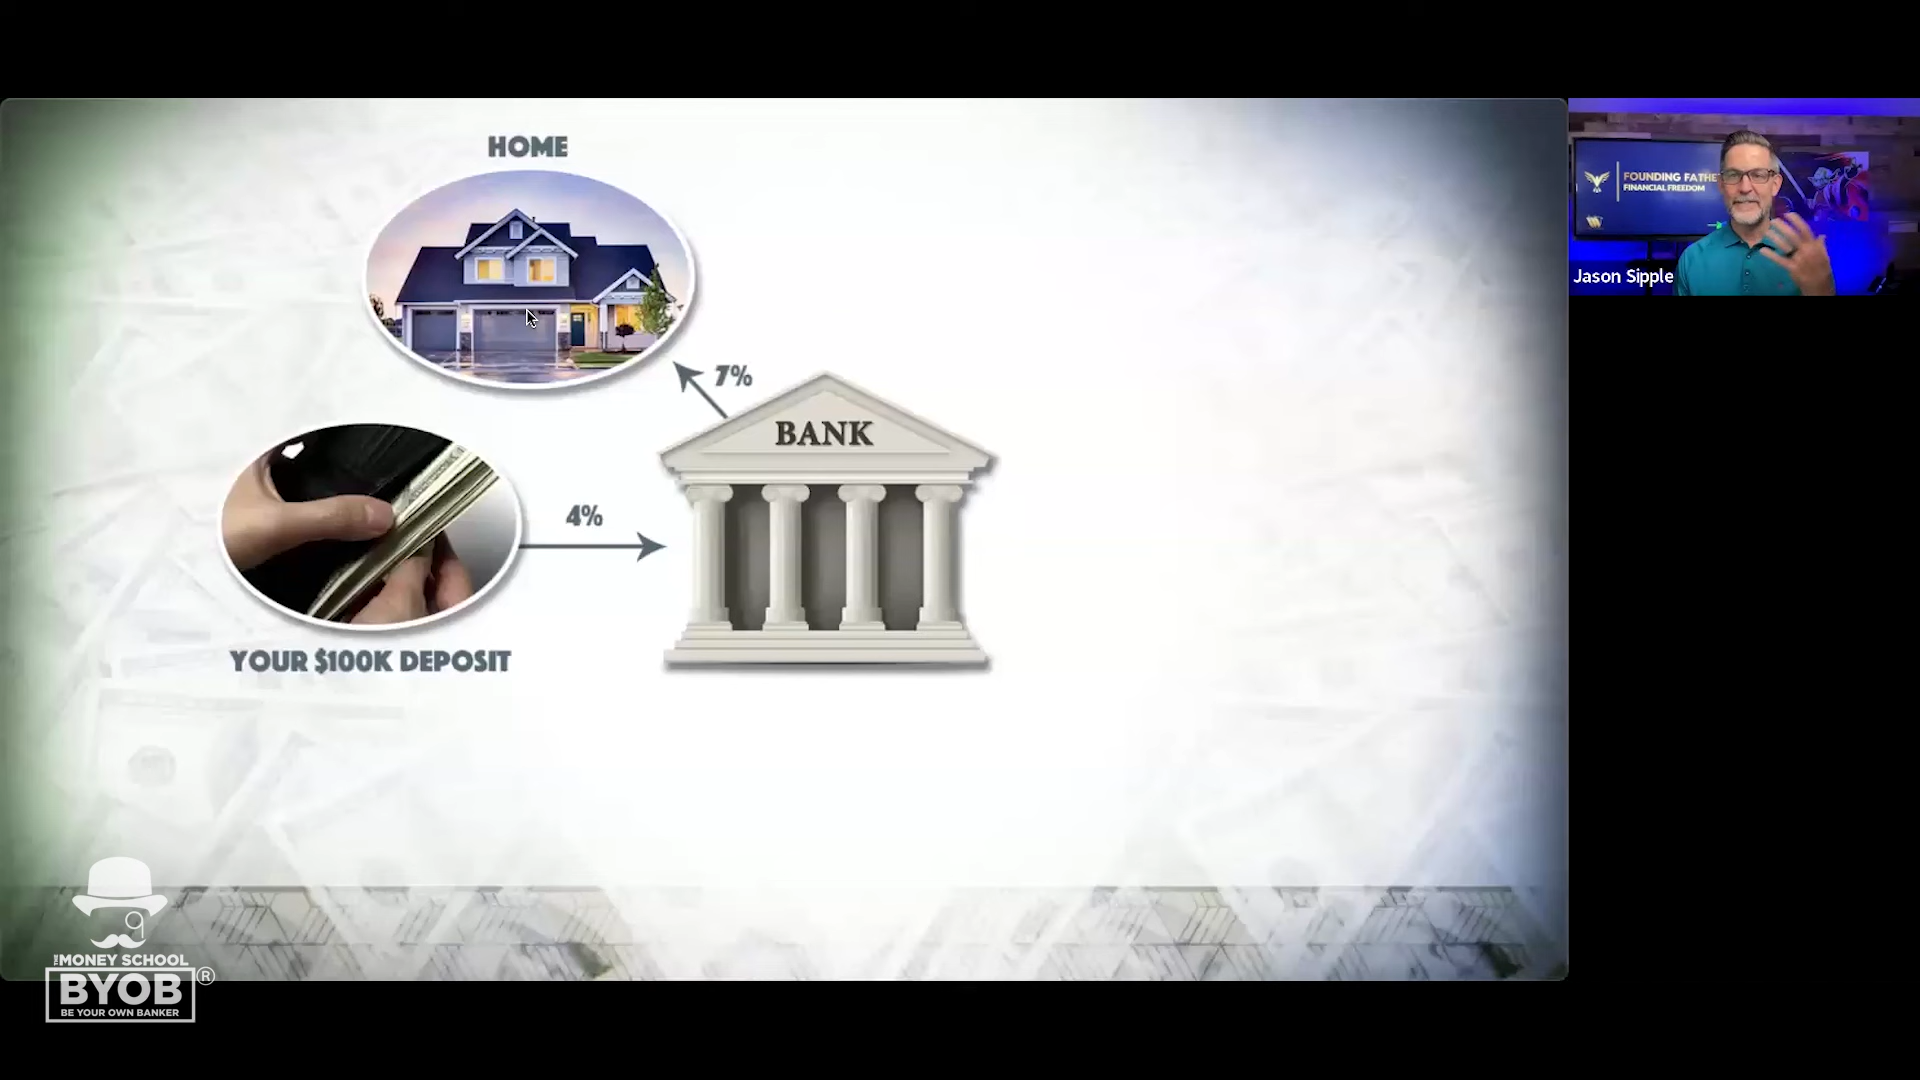 HOME
7%
BANK
4%
YOUR $100K DEPOSIT
FOUNDING FATHE
FINANCIAL FREEDOM
Jason Sipple
THE MONEY SCHOOL
BYOB®
BE YOUR OWN BANKER